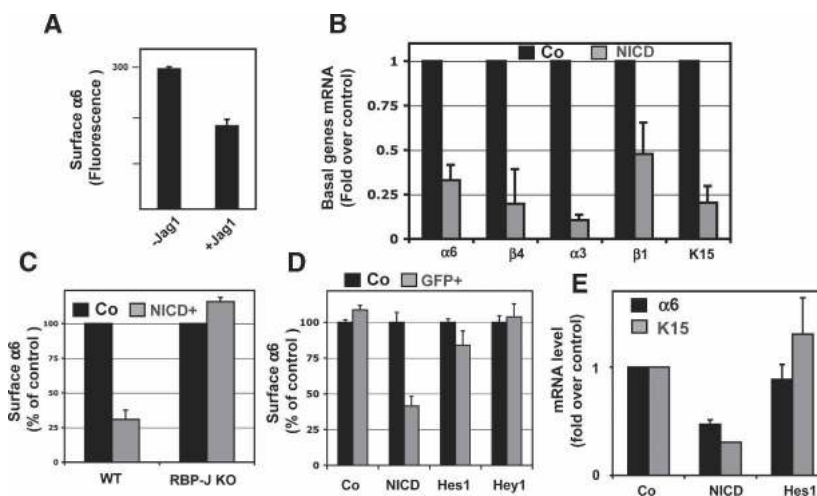 A
Surface α6
(Fluorescence )
300
-Jag1
+Jag1
B
Co
NICD
Basal genes mRNA
(Fold over control)
1
0.75
0.5
0.25
0
α6
β4
α3
β1
K15
C
Co
NICD+
Surface α6
(% of control )
100
75
50
25
0
WT
RBP-J KO
D
Co
GFP+
Surface α6
(% of control )
100
75
50
25
0
Co
NICD
Hes1
Hey1
E
α6
K15
mRNA level
(fold over control)
1
0
Co
NICD
Hes1